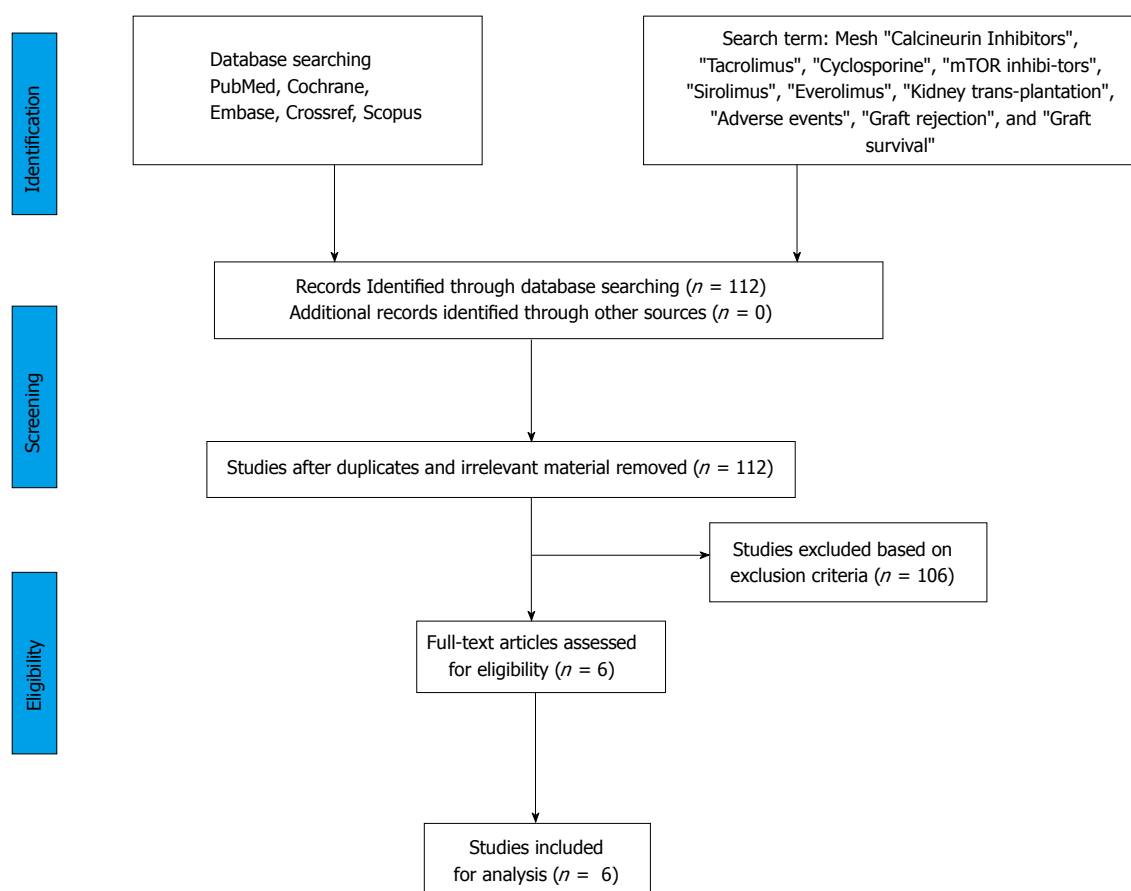 Identification
Database searching
PubMed, Cochrane,
Embase, Crossref, Scopus
Search term: Mesh "Calcineurin Inhibitors",
"Tacrolimus", "Cyclosporine", "mTOR inhibi-tors",
"Sirolimus", "Everolimus", "Kidney trans-plantation",
"Adverse events", "Graft rejection", and "Graft
survival"
Records Identified through database searching (n = 112)
Additional records identified through other sources (n = 0)
Screening
Studies after duplicates and irrelevant material removed (n = 112)
Studies excluded based on
exclusion criteria (n = 106)
Eligibility
Full-text articles assessed
for eligibility (n = 6)
Studies included
for analysis (n = 6)